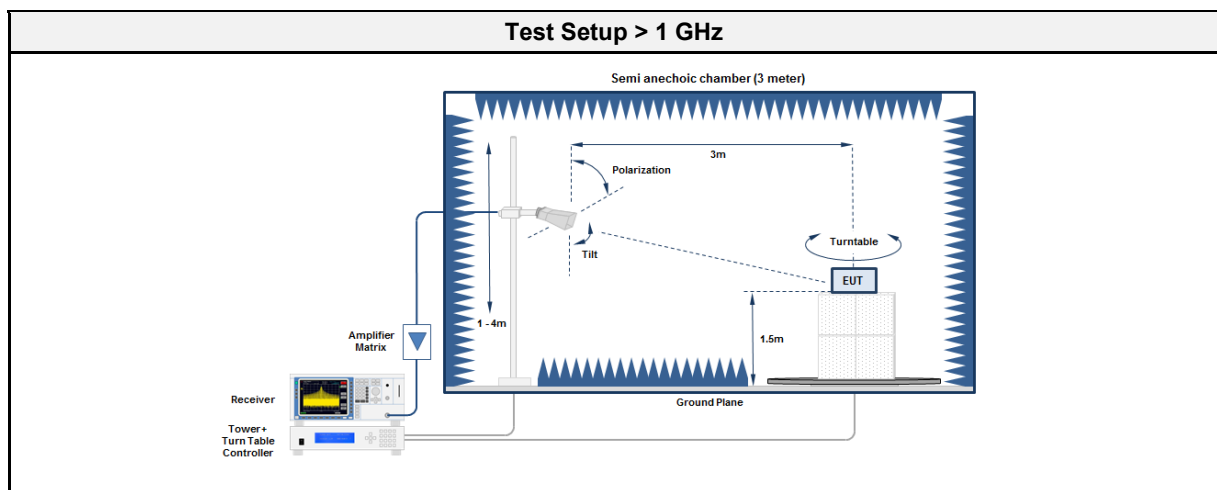 Test Setup > 1 GHz
Semi anechoic chamber (3 meter)
3m
Polarization
Turntable
Tilt
EUT
1 - 4m
1.5m
Amplifier
Matrix
Ground Plane
Receiver
Tower+
Turn Table
Controller